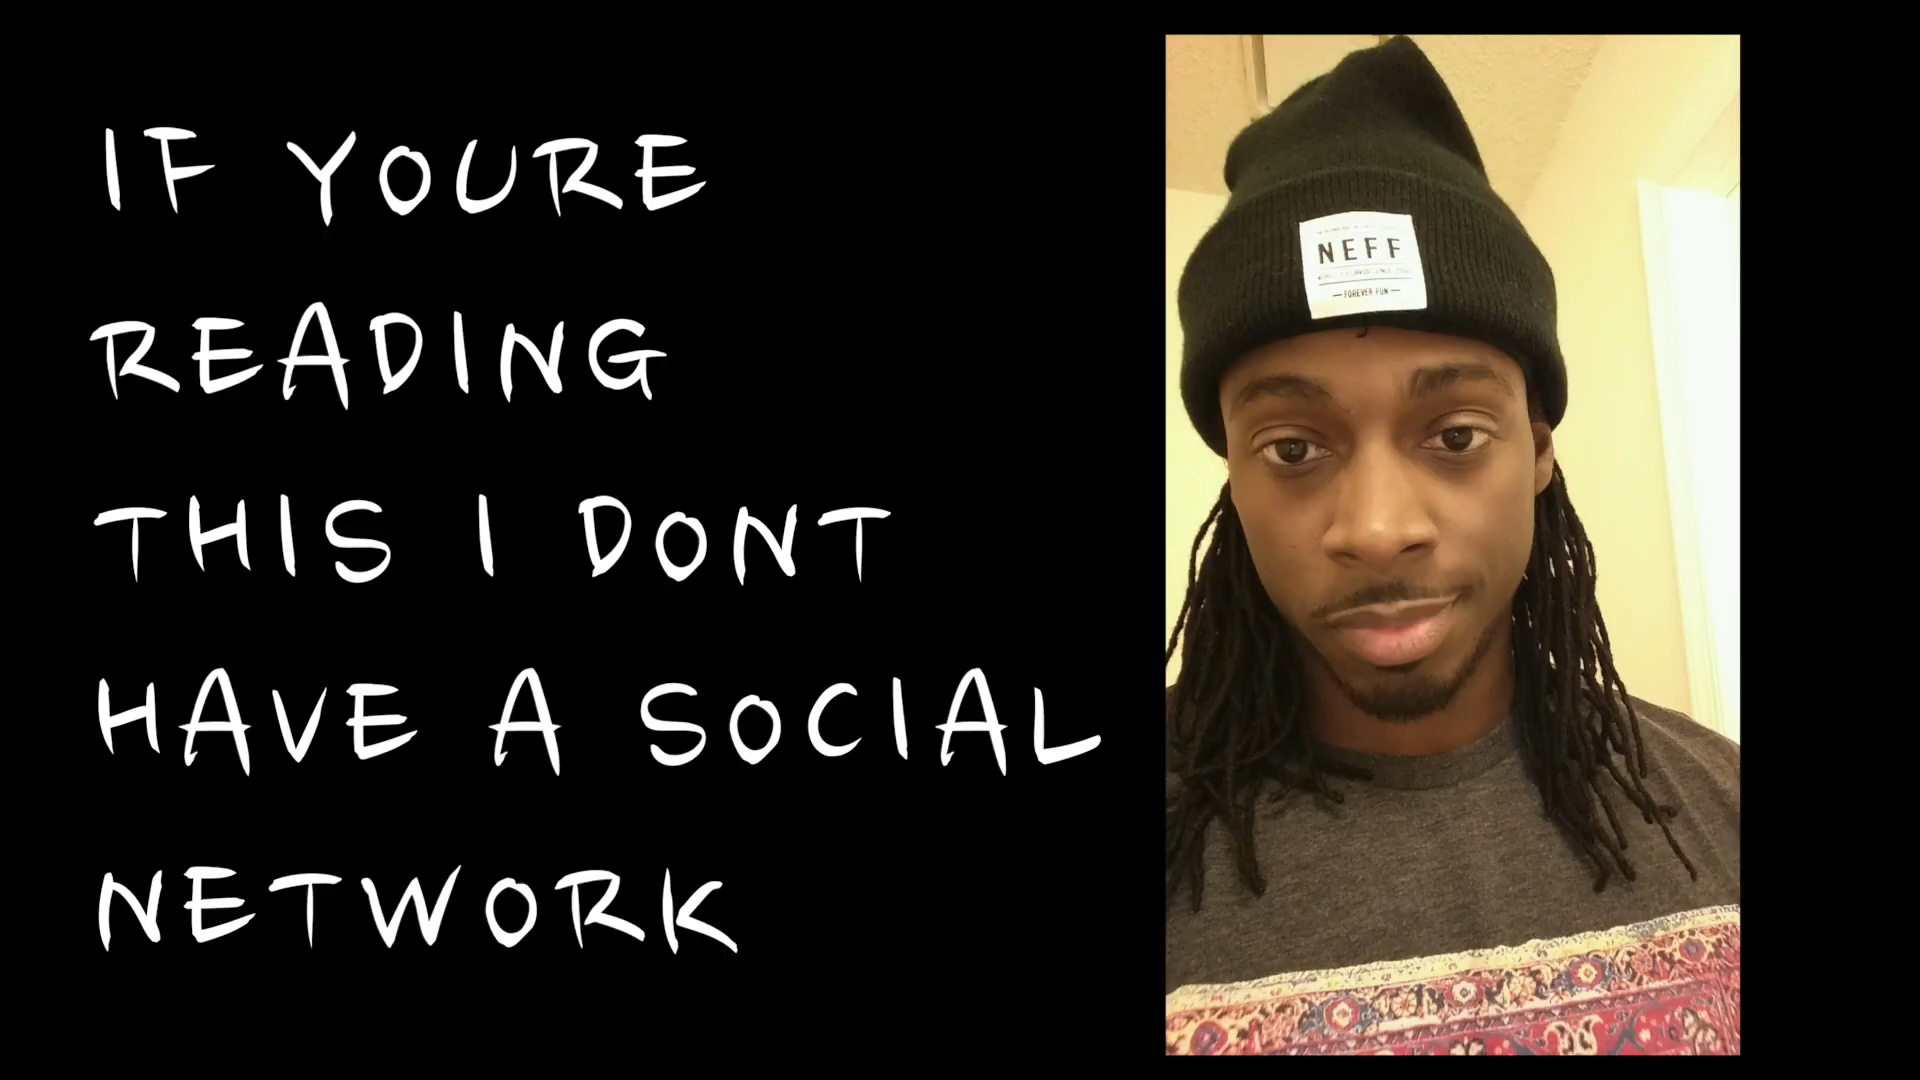 IF YOURE
READING
THIS I DONT
HAVE A SOCIAL
NETWORK
NEFF
FOREVER FUN